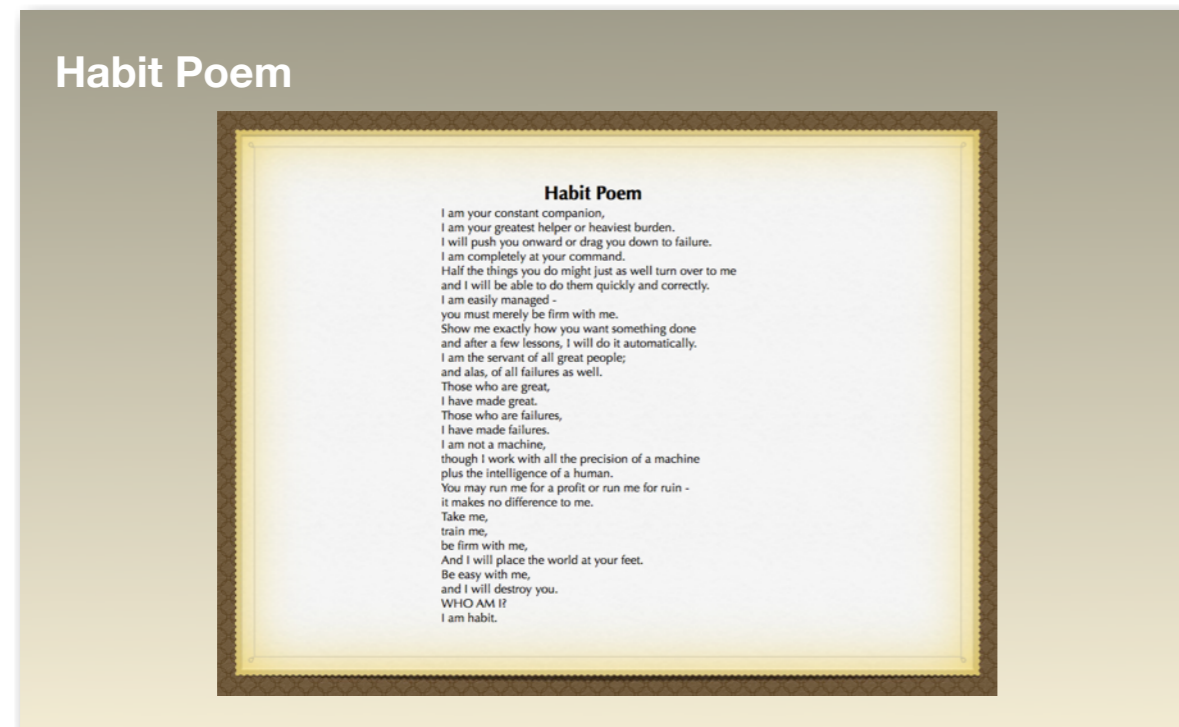 Habit Poem
Habit Poem
I am your constant companion,
I am your greatest helper or heaviest burden.
I will push you onward or drag you down to failure.
I am completely at your command.
Half the things you do might just as well turn over to me
and I will be able to do them quickly and correctly.
I am easily managed -
you must merely be firm with me.
Show me exactly how you want something done
and after a few lessons, I will do it automatically.
I am the servant of all great people;
and alas, of all failures as well.
Those who are great,
I have made great.
Those who are failures,
I have made failures.
I am not a machine,
though I work with all the precision of a machine
plus the intelligence of a human.
You may run me for a profit or run me for ruin -
it makes no difference to me.
Take me,
train me,
be firm with me,
And I will place the world at your feet.
Be easy with me,
and I will destroy you.
WHO AM I?
I am habit.